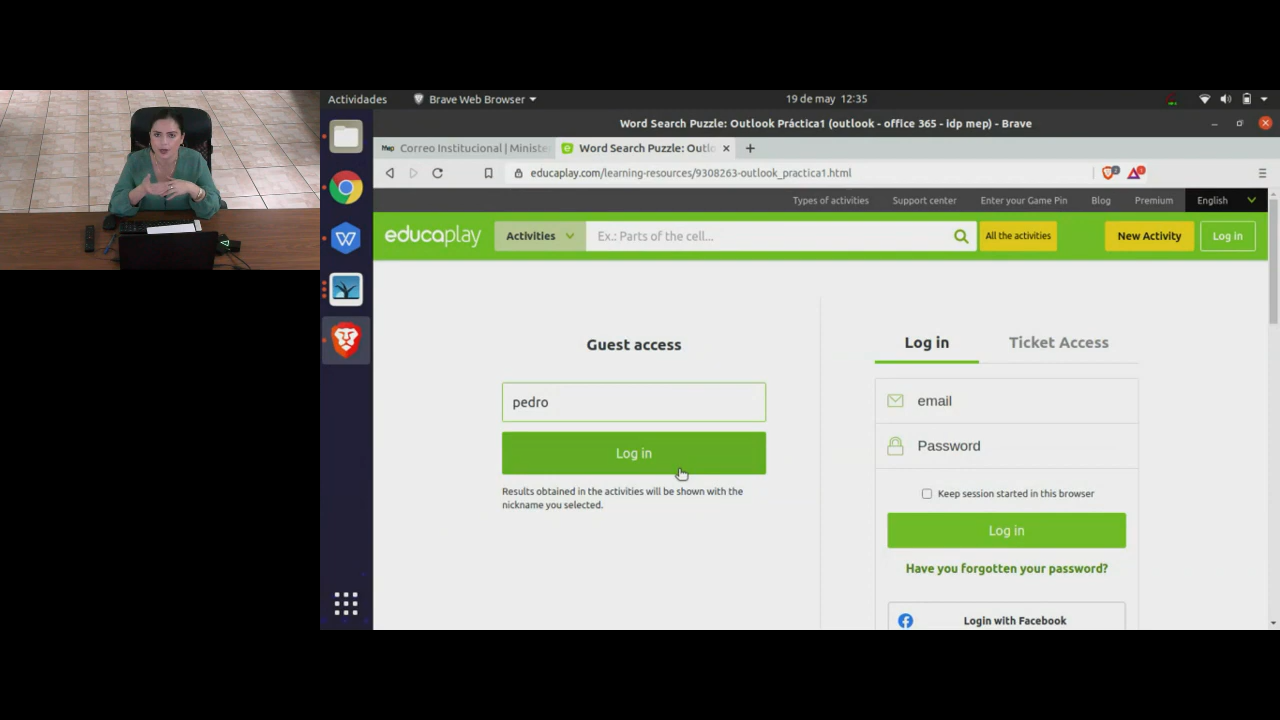 Actividades
Brave Web Browser
19 de may 12:35
Word Search Puzzle: Outlook Práctica1 (outlook - office 365 - idp mep) - Brave
Mep Correo Institucional | Ministe
Word Search Puzzle: Outlo
educaplay.com/learning-resources/9308263-outlook_practica1.html
Types of activities Support center Enter your Game Pin Blog Premium English
educaplay Activities Ex.: Parts of the cell... All the activities New Activity Log in
Guest access
pedro
Log in
Results obtained in the activities will be shown with the
nickname you selected.
Log in Ticket Access
email
Password
Keep session started in this browser
Log in
Have you forgotten your password?
Login with Facebook